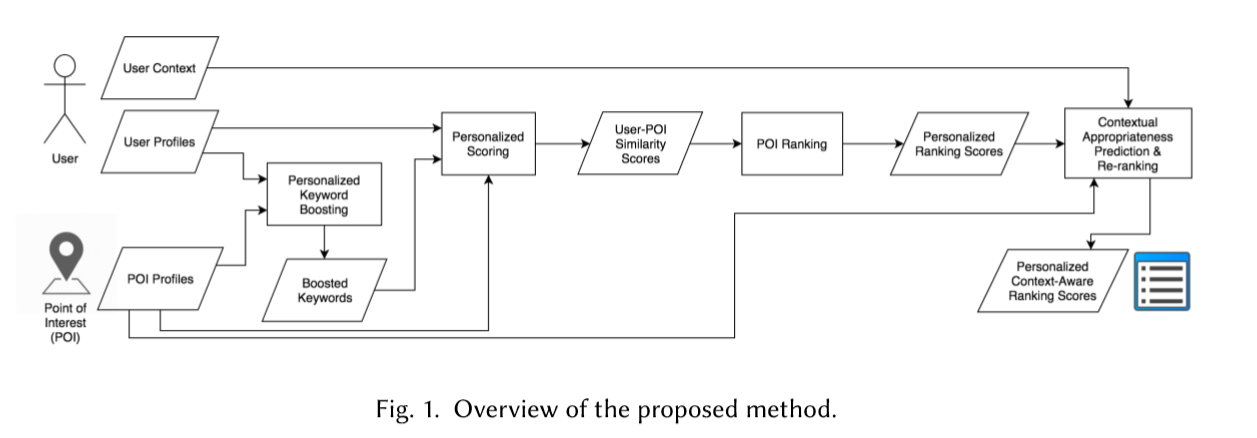 User Context
User
User Profiles
Personalized
Keyword
Boosting
Personalized
Scoring
User-POI
Similarity
Scores
POI Ranking
Personalized
Ranking Scores
Contextual
Appropriateness
Prediction &
Re-ranking
Point of
Interest
(POI)
POI Profiles
Boosted
Keywords
Personalized
Context-Aware
Ranking Scores
Fig. 1. Overview of the proposed method.